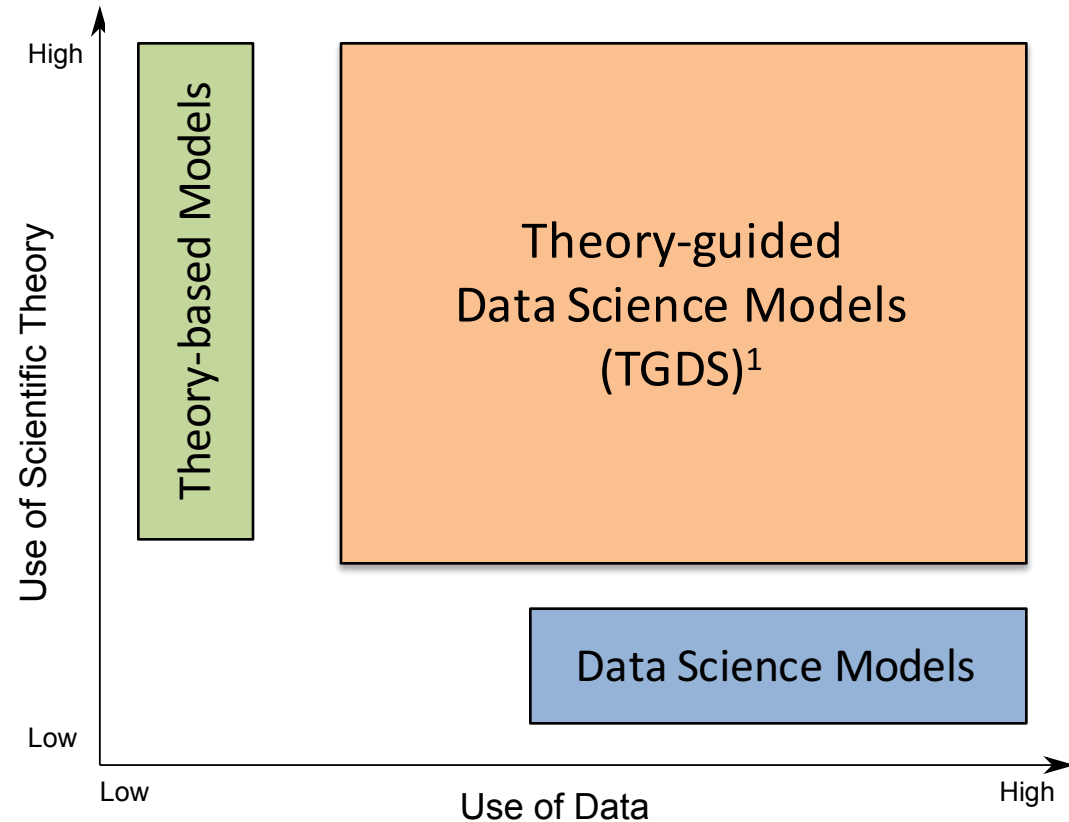 High
Use of Scientific Theory
Low
Theory-based Models
Theory-guided
Data Science Models
(TGDS)¹
Data Science Models
Low
Use of Data
High